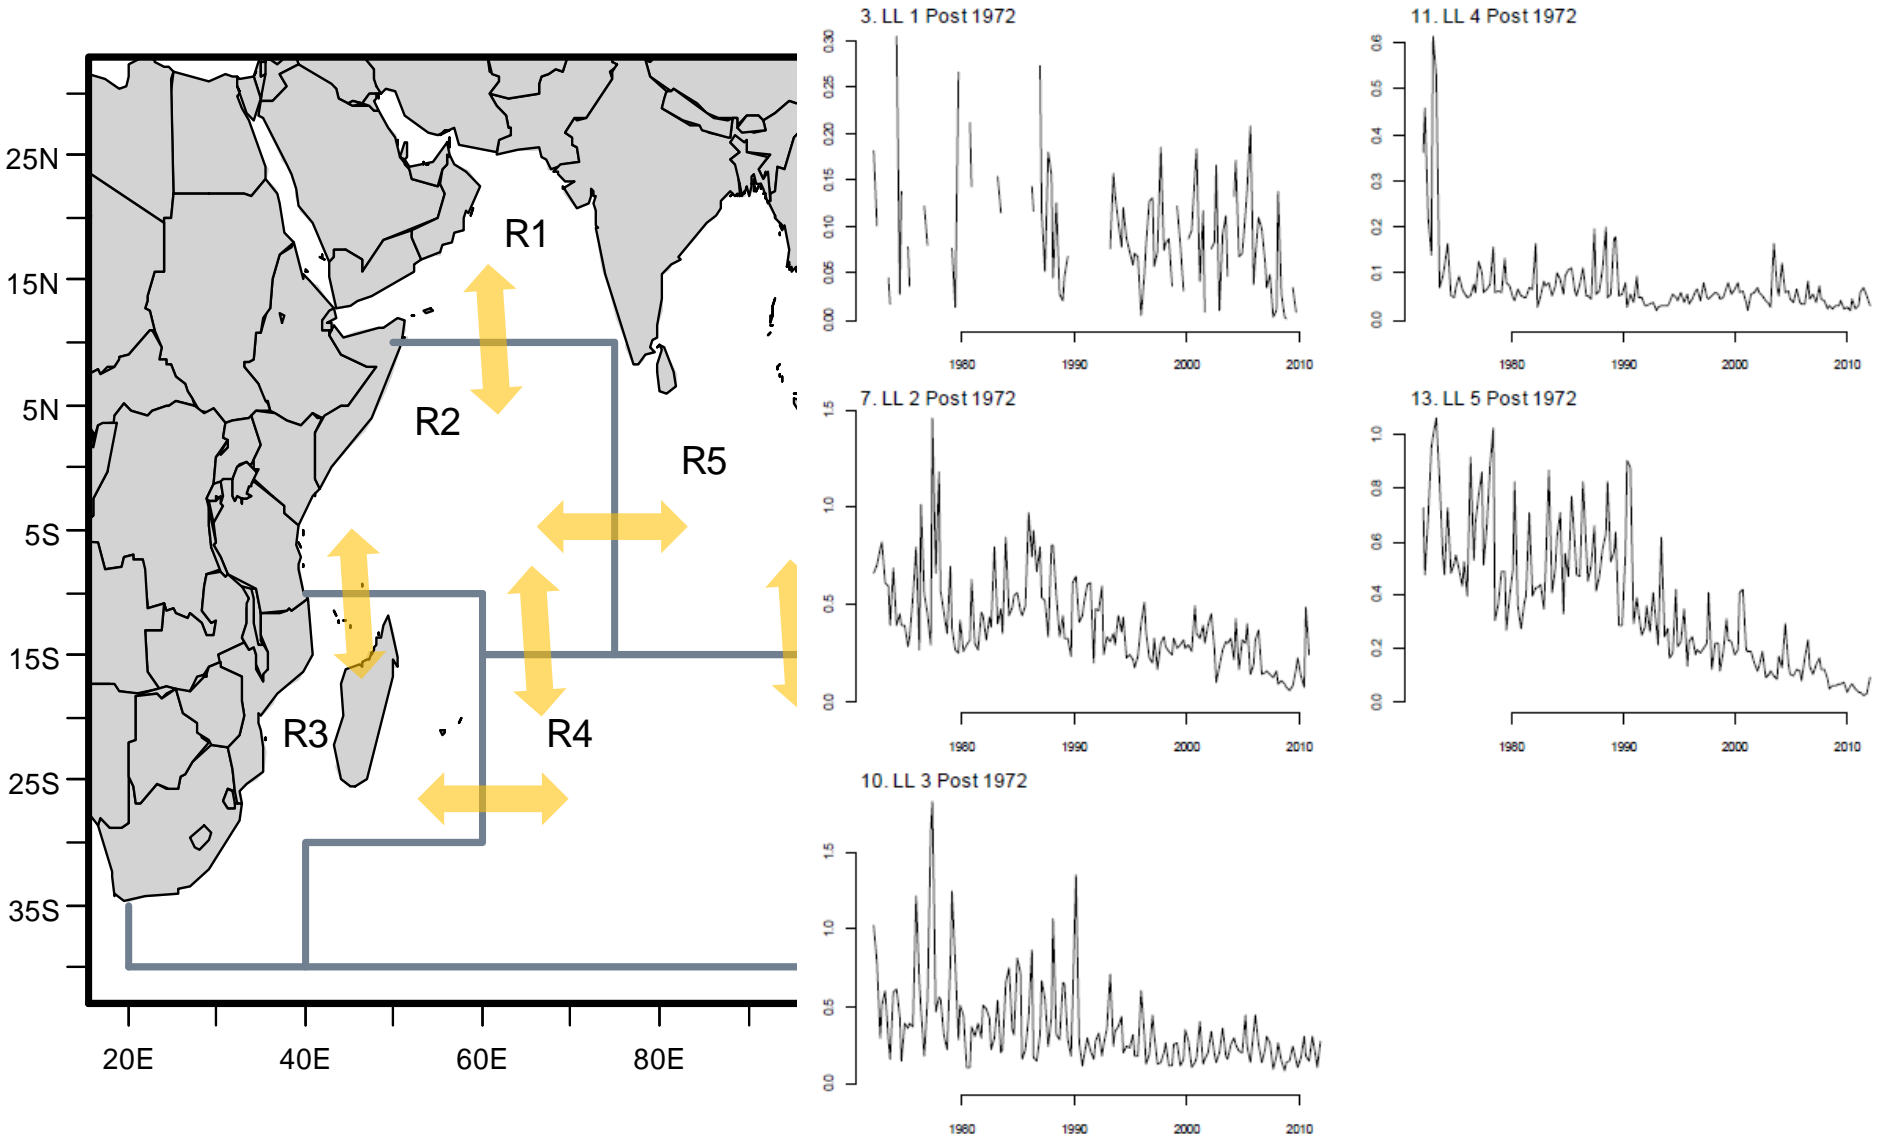 25N
15N
5N
5S
15S
25S
35S
20E 40E 60E 80E
R1
R2
R5
R3
R4
3. LL 1 Post 1972
0.30
0.25
0.20
0.15
0.10
0.05
0.00
1980 1990 2000 2010
11. LL 4 Post 1972
0.6
0.5
0.4
0.3
0.2
0.1
0.0
1980 1990 2000 2010
7. LL 2 Post 1972
1.5
1.0
0.5
0.0
1980 1990 2000 2010
13. LL 5 Post 1972
1.0
0.8
0.6
0.4
0.2
0.0
1980 1990 2000 2010
10. LL 3 Post 1972
1.5
1.0
0.5
0.0
1980 1990 2000 2010